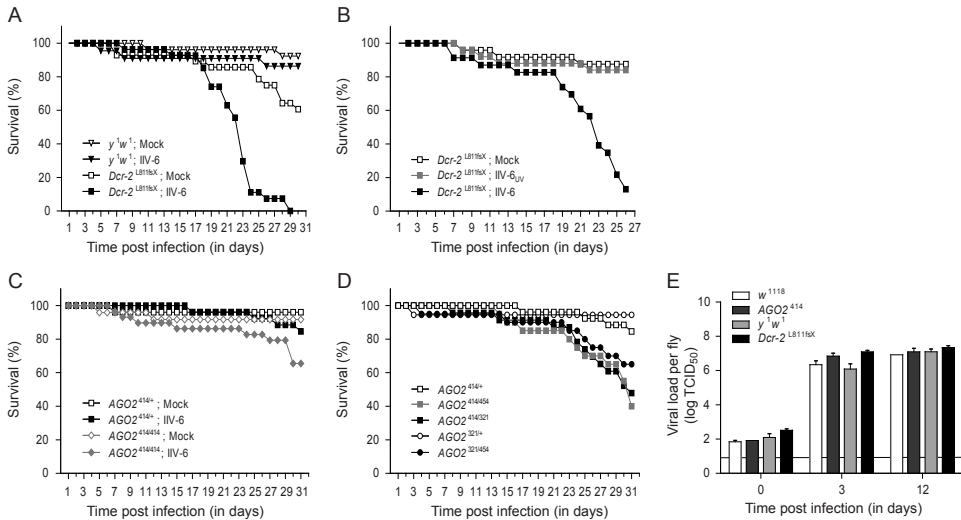 A
Survival (%)
100
80
60
40
20
0
y¹w¹; Mock
y¹w¹; IIV-6
Dcr-2 L811fsX; Mock
Dcr-2 L811fsX; IIV-6
1 3 5 7 9 11 13 15 17 19 21 23 25 27 29 31
Time post infection (in days)
B
Survival (%)
100
80
60
40
20
0
Dcr-2 L811fsX; Mock
Dcr-2 L811fsX; IIV-6UV
Dcr-2 L811fsX; IIV-6
1 3 5 7 9 11 13 15 17 19 21 23 25 27
Time post infection (in days)
C
Survival (%)
100
80
60
40
20
0
AGO2 414/+; Mock
AGO2 414/+; IIV-6
AGO2 414/414; Mock
AGO2 414/414; IIV-6
1 3 5 7 9 11 13 15 17 19 21 23 25 27 29 31
Time post infection (in days)
D
Survival (%)
100
80
60
40
20
0
AGO2 414/+
AGO2 414/454
AGO2 414/321
AGO2 321/+
AGO2 321/454
1 3 5 7 9 11 13 15 17 19 21 23 25 27 29 31
Time post infection (in days)
E
w 1118
AGO2 414
y¹w¹
Dcr-2 L811fsX
Viral load per fly
(log TCID50)
10
8
6
4
2
0
0 3 12
Time post infection (in days)